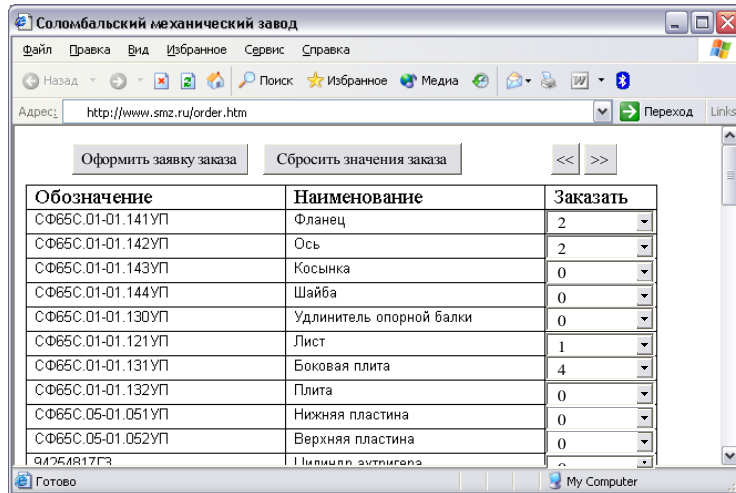 Соломбальский механический завод
Файл Правка Вид Избранное Сервис Справка
Назад Поиск Избранное Медиа
Адрес: http://www.smz.ru/order.htm Переход Links
Оформить заявку заказа Сбросить значения заказа << >>
Обозначение Наименование Заказать
СФ65С.01-01.141УП Фланец 2
СФ65С.01-01.142УП Ось 2
СФ65С.01-01.143УП Косынка 0
СФ65С.01-01.144УП Шайба 0
СФ65С.01-01.130УП Удлинитель опорной балки 0
СФ65С.01-01.121УП Лист 1
СФ65С.01-01.131УП Боковая плита 4
СФ65С.01-01.132УП Плита 0
СФ65С.05-01.051УП Нижняя пластина 0
СФ65С.05-01.052УП Верхняя пластина 0
94254817ГЗ Цилиндр аутригера 0
Готово My Computer